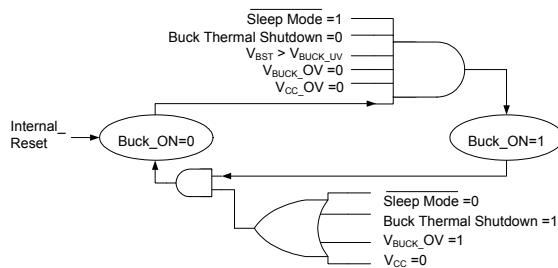 Sleep Mode =1
Buck Thermal Shutdown =0
VBST > VBUCK_UV
VBUCK_OV =0
VCC_OV =0
Internal_
Reset
Buck_ON=0
Buck_ON=1
Sleep Mode =0
Buck Thermal Shutdown =1
VBUCK_OV =1
VCC =0